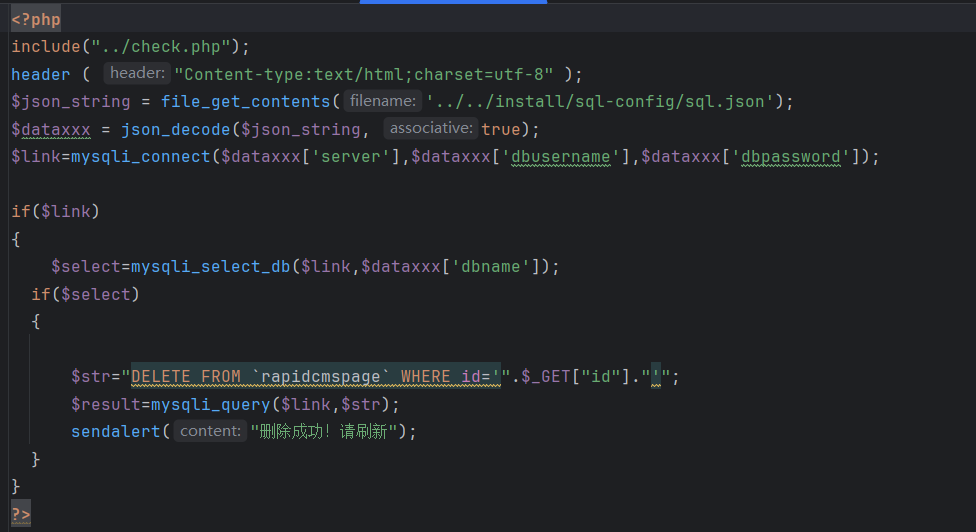 <?php
include("../check.php");
header ( header: "Content-type:text/html;charset=utf-8" );
$json_string = file_get_contents( filename: '../../install/sql-config/sql.json');
$dataxxx = json_decode($json_string, associative: true);
$link=mysqli_connect($dataxxx['server'],$dataxxx['dbusername'],$dataxxx['dbpassword']);
if($link)
{
$select=mysqli_select_db($link,$dataxxx['dbname']);
if($select)
{
$str="DELETE FROM `rapidcmspage` WHERE id='".$_GET["id"]."'";
$result=mysqli_query($link,$str);
sendalert( content: "删除成功！请刷新");
}
}
?>